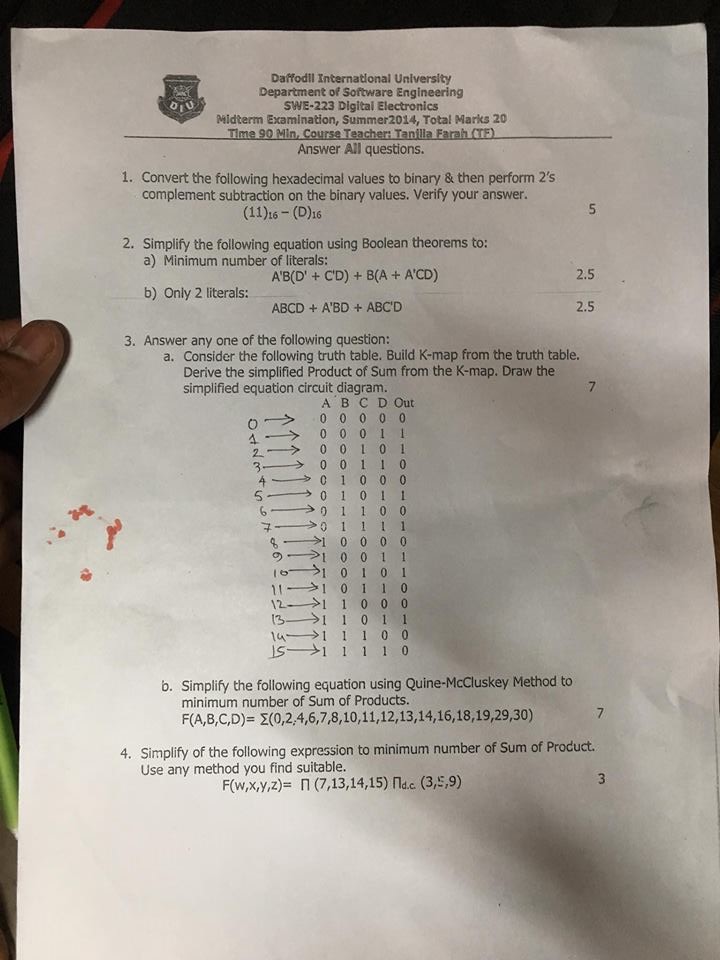 DIU
Daffodil International University
Department of Software Engineering
SWE-223 Digital Electronics
Midterm Examination, Summer2014, Total Marks 20
Time 90 Min, Course Teacher: Tanjila Farah (TF)
Answer All questions.
1. Convert the following hexadecimal values to binary & then perform 2's
complement subtraction on the binary values. Verify your answer.
(11)₁₆ – (D)₁₆ 5
2. Simplify the following equation using Boolean theorems to:
a) Minimum number of literals:
A'B(D' + C'D) + B(A + A'CD) 2.5
b) Only 2 literals:
ABCD + A'BD + ABC'D 2.5
3. Answer any one of the following question:
a. Consider the following truth table. Build K-map from the truth table.
Derive the simplified Product of Sum from the K-map. Draw the
simplified equation circuit diagram. 7
A B C D Out
0 → 0 0 0 0 0
1 → 0 0 0 1 1
2 → 0 0 1 0 1
3 → 0 0 1 1 0
4 → 0 1 0 0 0
5 → 0 1 0 1 1
6 → 0 1 1 0 0
7 → 0 1 1 1 1
8 → 1 0 0 0 0
9 → 1 0 0 1 1
10 → 1 0 1 0 1
11 → 1 0 1 1 0
12 → 1 1 0 0 0
13 → 1 1 0 1 1
14 → 1 1 1 0 0
15 → 1 1 1 1 0
b. Simplify the following equation using Quine-McCluskey Method to
minimum number of Sum of Products.
F(A,B,C,D)= Σ(0,2,4,6,7,8,10,11,12,13,14,16,18,19,29,30) 7
4. Simplify of the following expression to minimum number of Sum of Product.
Use any method you find suitable.
F(w,x,y,z)= Π (7,13,14,15) Πd.c. (3,5,9) 3